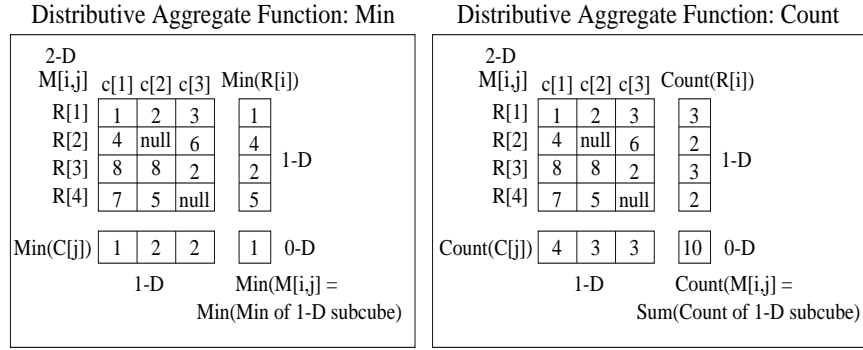 Distributive Aggregate Function: Min
2-D
M[i,j] c[1] c[2] c[3] Min(R[i])
R[1] 1 2 3 1
R[2] 4 null 6 4
R[3] 8 8 2 2
R[4] 7 5 null 5
1-D
Min(C[j]) 1 2 2 1 0-D
1-D Min(M[i,j] =
Min(Min of 1-D subcube)
Distributive Aggregate Function: Count
2-D
M[i,j] c[1] c[2] c[3] Count(R[i])
R[1] 1 2 3 3
R[2] 4 null 6 2
R[3] 8 8 2 3
R[4] 7 5 null 2
1-D
Count(C[j]) 4 3 3 10 0-D
1-D Count(M[i,j] =
Sum(Count of 1-D subcube)